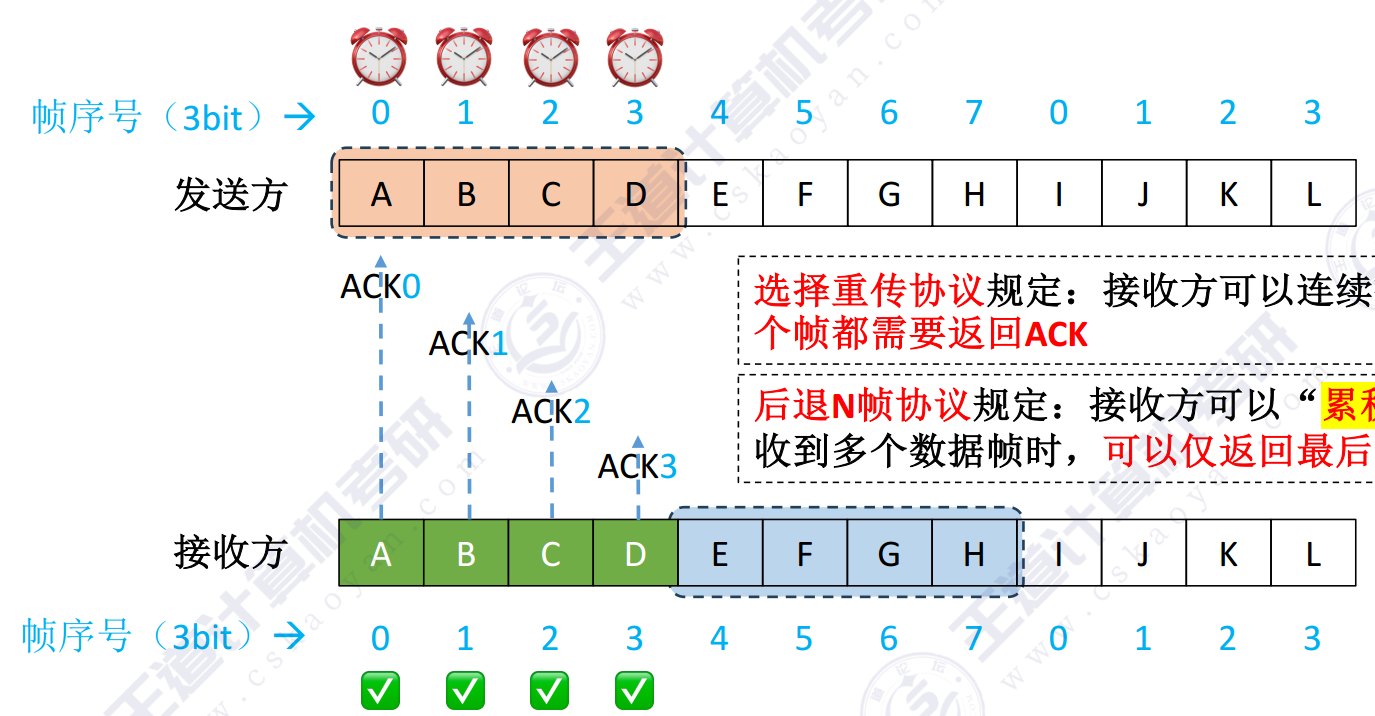 帧序号（3bit）→ 0 1 2 3 4 5 6 7 0 1 2 3
发送方 A B C D E F G H I J K L
ACK0
ACK1
ACK2
ACK3
选择重传协议规定：接收方可以连续
个帧都需要返回ACK
后退N帧协议规定：接收方可以“累积
收到多个数据帧时，可以仅返回最后
接收方 A B C D E F G H I J K L
帧序号（3bit）→ 0 1 2 3 4 5 6 7 0 1 2 3
王道计算机考研
www.cskaoyan.com